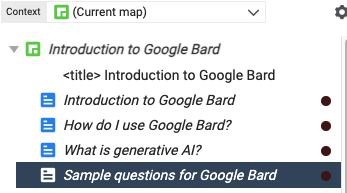 Context (Current map)
Introduction to Google Bard
<title> Introduction to Google Bard
Introduction to Google Bard
How do I use Google Bard?
What is generative AI?
Sample questions for Google Bard